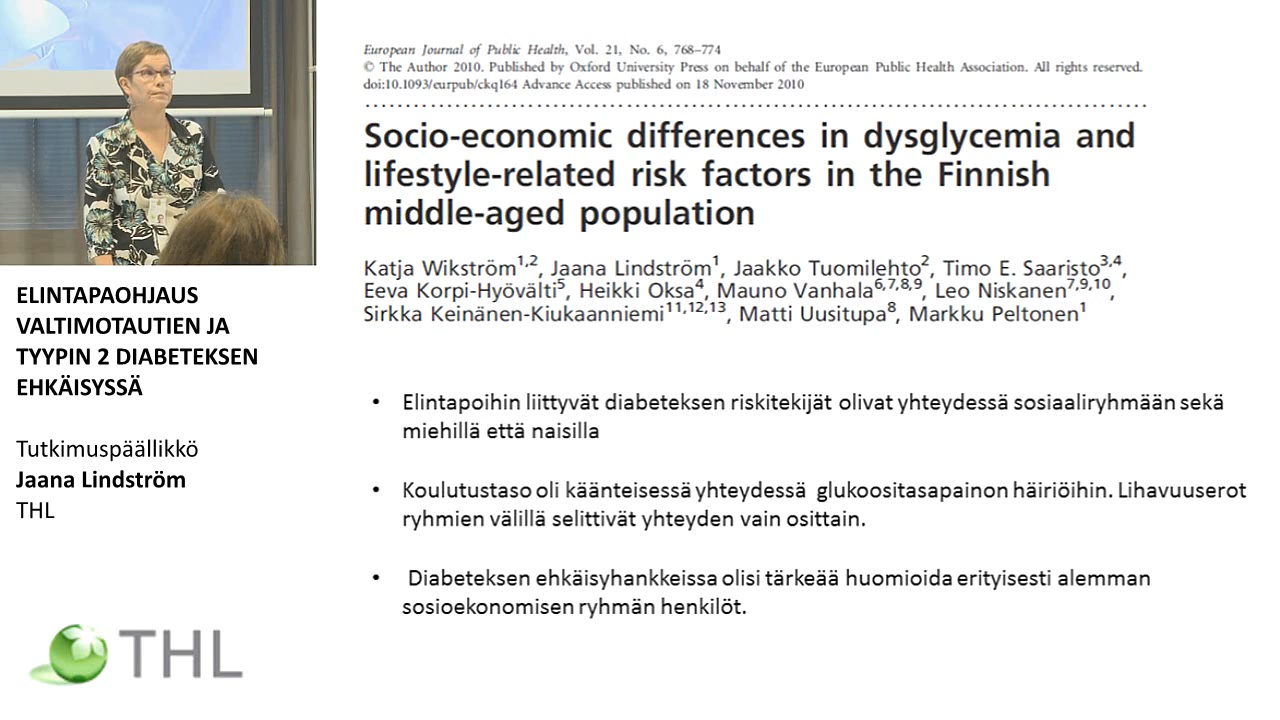 ELINTAPAOHJAUS
VALTIMOTAUTIEN JA
TYYPIN 2 DIABETEKSEN
EHKÄISYSSÄ
Tutkimuspäällikkö
Jaana Lindström
THL
THL
European Journal of Public Health, Vol. 21, No. 6, 768–774
© The Author 2010. Published by Oxford University Press on behalf of the European Public Health Association. All rights reserved.
doi:10.1093/eurpub/ckq164 Advance Access published on 18 November 2010
Socio-economic differences in dysglycemia and
lifestyle-related risk factors in the Finnish
middle-aged population
Katja Wikström1,2, Jaana Lindström1, Jaakko Tuomilehto2, Timo E. Saaristo3,4,
Eeva Korpi-Hyövälti5, Heikki Oksa4, Mauno Vanhala6,7,8,9, Leo Niskanen7,9,10,
Sirkka Keinänen-Kiukaanniemi11,12,13, Matti Uusitupa8, Markku Peltonen1
• Elintapoihin liittyvät diabeteksen riskitekijät olivat yhteydessä sosiaaliryhmään sekä
miehillä että naisilla
• Koulutustaso oli käänteisessä yhteydessä glukoositasapainon häiriöihin. Lihavuuserot
ryhmien välillä selittivät yhteyden vain osittain.
• Diabeteksen ehkäisyhankkeissa olisi tärkeää huomioida erityisesti alemman
sosioekonomisen ryhmän henkilöt.